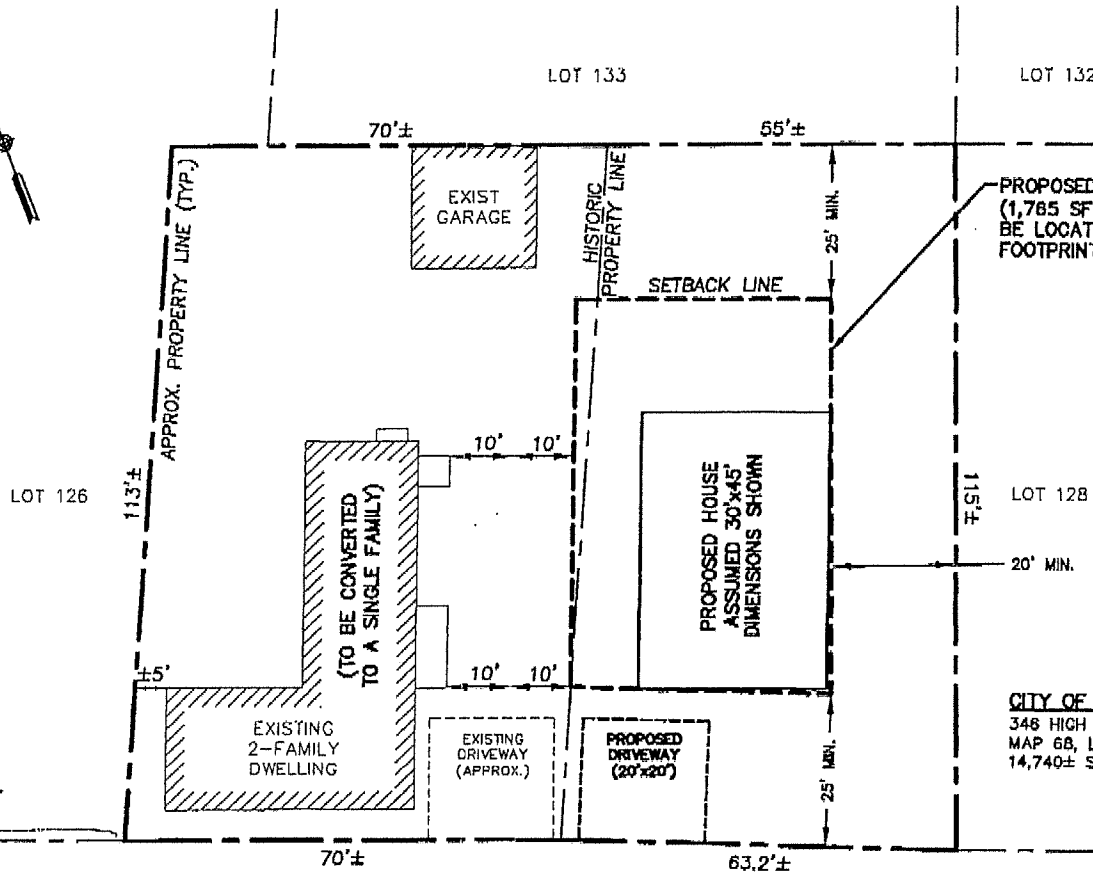 LOT 133
LOT 132
70'±
55'±
APPROX. PROPERTY LINE (TYP.)
EXIST
GARAGE
HISTORIC
PROPERTY LINE
25' MIN.
PROPOSED
(1,765 SF
BE LOCAT
FOOTPRINT
SETBACK LINE
10' 10'
LOT 126
113'±
(TO BE CONVERTED
TO A SINGLE FAMILY)
PROPOSED HOUSE
ASSUMED 30'x45'
DIMENSIONS SHOWN
115'±
LOT 128
20' MIN.
±5'
10' 10'
EXISTING
2-FAMILY
DWELLING
EXISTING
DRIVEWAY
(APPROX.)
PROPOSED
DRIVEWAY
(20'x20')
25' MIN.
CITY OF
346 HIGH
MAP 68, L
14,740± S
70'±
63.2'±